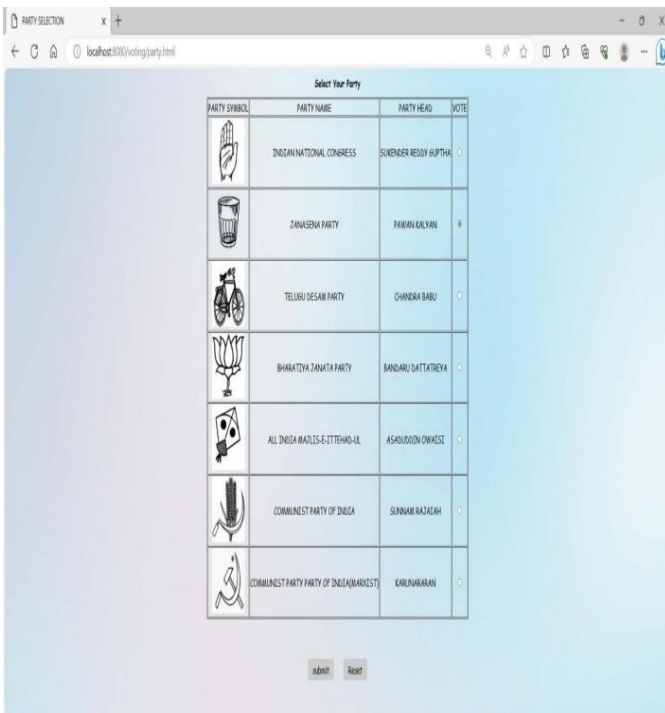 PARTY SELECTION
localhost:8080/voting/party.html
Select Your Party
PARTY SYMBOL PARTY NAME PARTY HEAD VOTE
INDIAN NATIONAL CONGRESS SUKENDER REDDY GUPTHA
JANASENA PARTY PAWAN KALYAN
TELUGU DESAM PARTY CHANDRA BABU
BHARATIYA JANATA PARTY BANDARU DATTATREYA
ALL INDIA MAJLIS-E-ITTEHAD-UL ASADUDDIN OWAISI
COMMUNIST PARTY OF INDIA SUNNAM RAJAIAH
COMMUNIST PARTY PARTY OF INDIA(MARXIST) KARUNARARAN
submit Reset